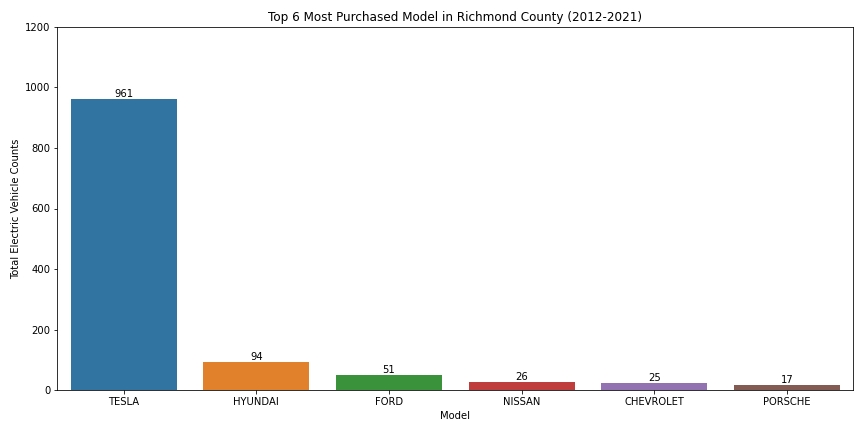 Top 6 Most Purchased Model in Richmond County (2012-2021)
Total Electric Vehicle Counts
1200
1000
800
600
400
200
0
961
94
51
26
25
17
TESLA
HYUNDAI
FORD
NISSAN
CHEVROLET
PORSCHE
Model